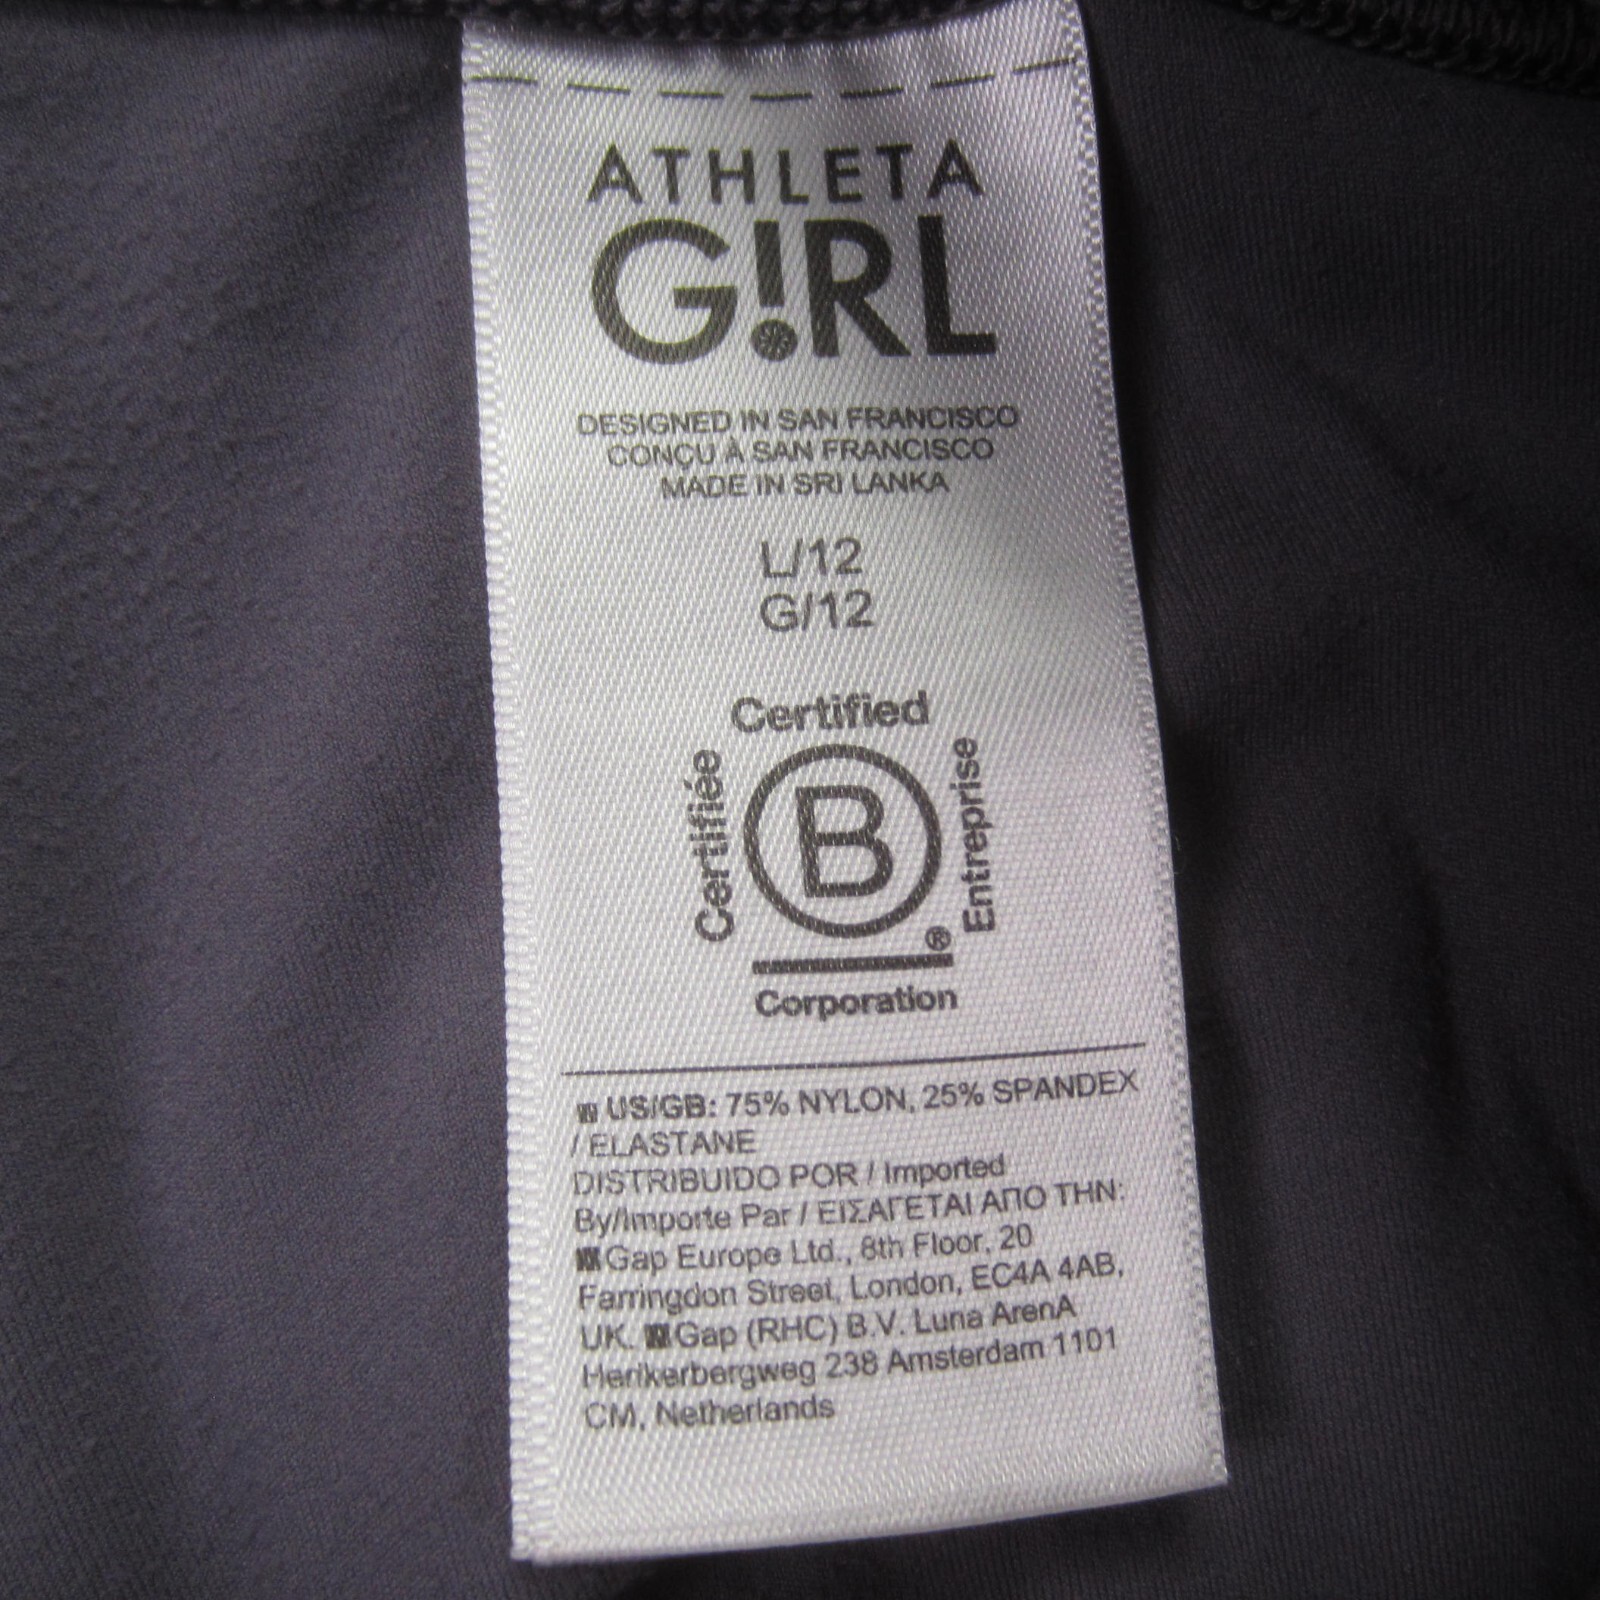 ATHLETA
G!RL
DESIGNED IN SAN FRANCISCO
CONÇU À SAN FRANCISCO
MADE IN SRI LANKA
L/12
G/12
Certified
Certifiée
B
Entreprise
®
Corporation
US/GB: 75% NYLON, 25% SPANDEX
/ ELASTANE
DISTRIBUIDO POR / Imported
By/Importe Par / ΕΙΣΑΓΕΤΑΙ ΑΠΟ ΤΗΝ:
Gap Europe Ltd., 8th Floor, 20
Farringdon Street, London, EC4A 4AB,
UK. Gap (RHC) B.V. Luna ArenA
Herikerbergweg 238 Amsterdam 1101
CM, Netherlands